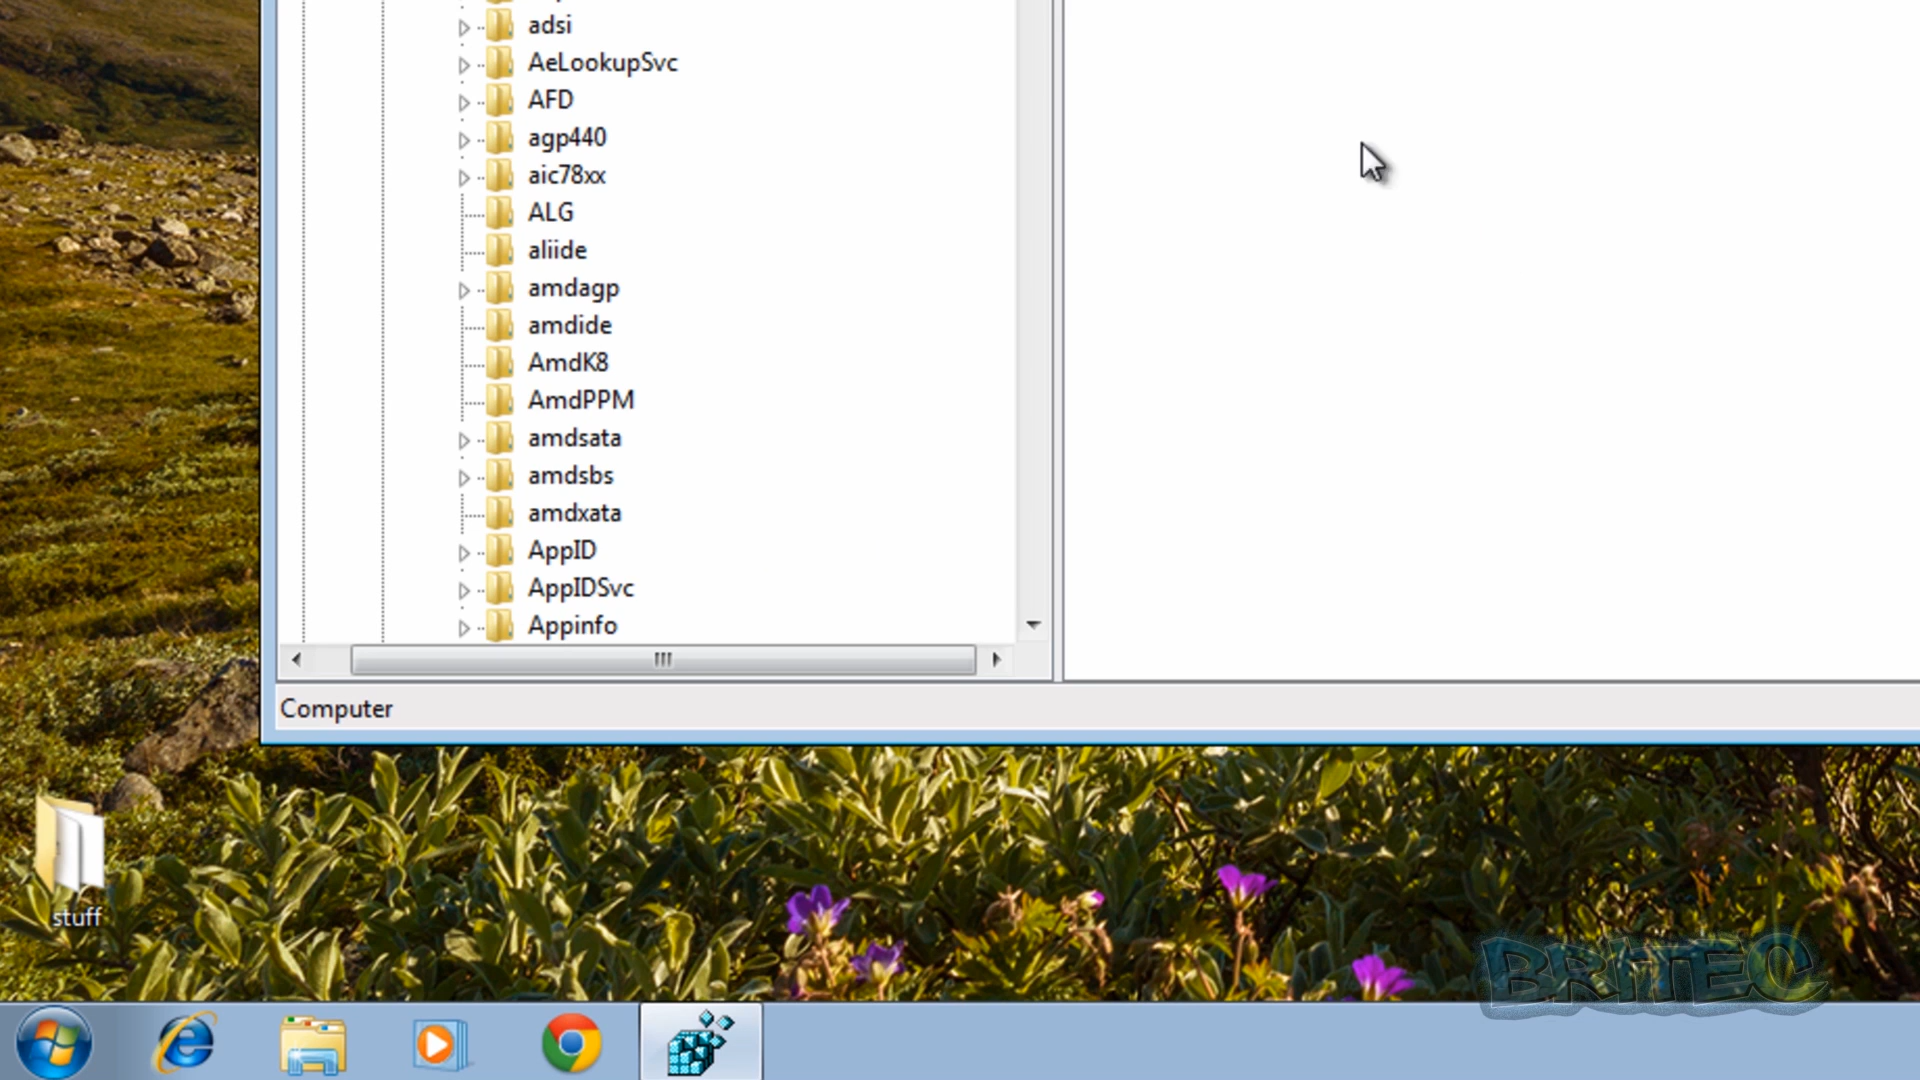 adsi
AeLookupSvc
AFD
agp440
aic78xx
ALG
aliide
amdagp
amdide
AmdK8
AmdPPM
amdsata
amdsbs
amdxata
AppID
AppIDSvc
Appinfo
Computer
stuff
BRITEC